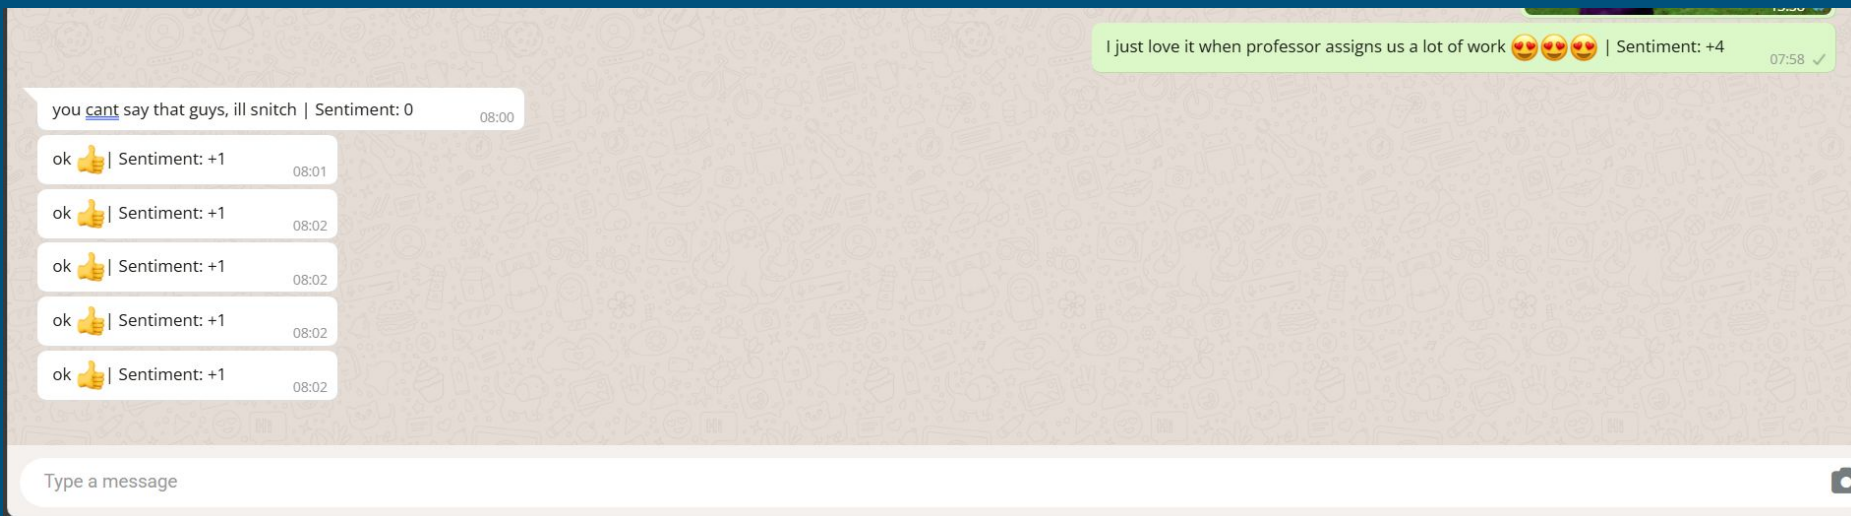 I just love it when professor assigns us a lot of work 😍😍😍 | Sentiment: +4
07:58
you cant say that guys, ill snitch | Sentiment: 0
08:00
ok 👍| Sentiment: +1
08:01
ok 👍| Sentiment: +1
08:02
ok 👍| Sentiment: +1
08:02
ok 👍| Sentiment: +1
08:02
ok 👍| Sentiment: +1
08:02
Type a message